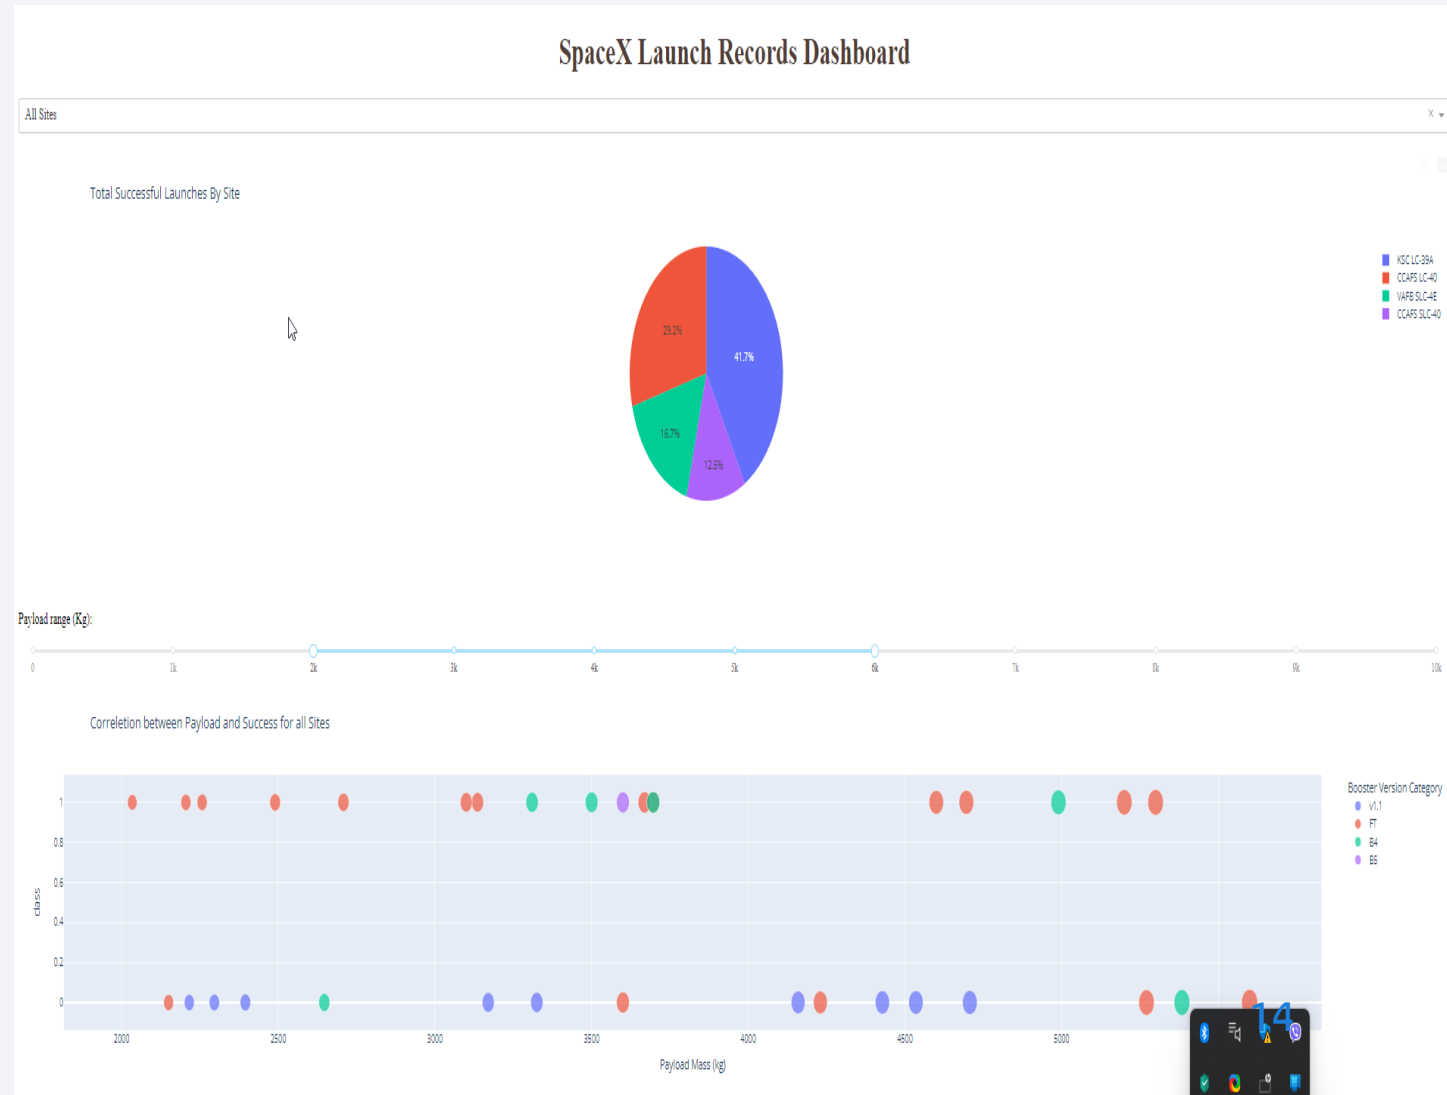 SpaceX Launch Records Dashboard
All Sites
Total Successful Launches By Site
KSC LC-39A
CCAFS LC-40
VAFB SLC-4E
CCAFS SLC-40
29.2%
41.7%
16.7%
12.5%
Payload range (Kg):
0 1k 2k 3k 4k 5k 6k 7k 8k 9k 10k
Correletion between Payload and Success for all Sites
Booster Version Category
v1.1
FT
B4
B5
1
0.8
0.6
0.4
0.2
0
class
2000 2500 3000 3500 4000 4500 5000
Payload Mass (kg)
14